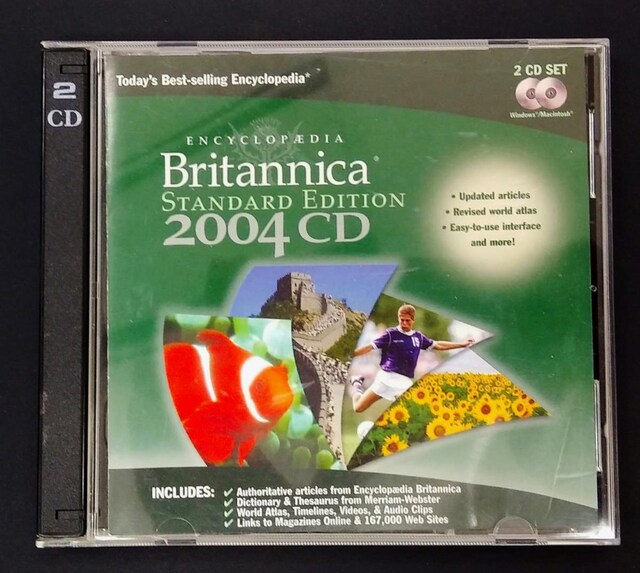 2
CD
Today's Best-selling Encyclopedia*
2 CD SET
Windows®/Macintosh®
ENCYCLOPÆDIA
Britannica®
STANDARD EDITION
2004 CD
• Updated articles
• Revised world atlas
• Easy-to-use interface
and more!
15
INCLUDES:
✓ Authoritative articles from Encyclopædia Britannica
✓ Dictionary & Thesaurus from Merriam-Webster
✓ World Atlas, Timelines, Videos, & Audio Clips
✓ Links to Magazines Online & 167,000 Web Sites